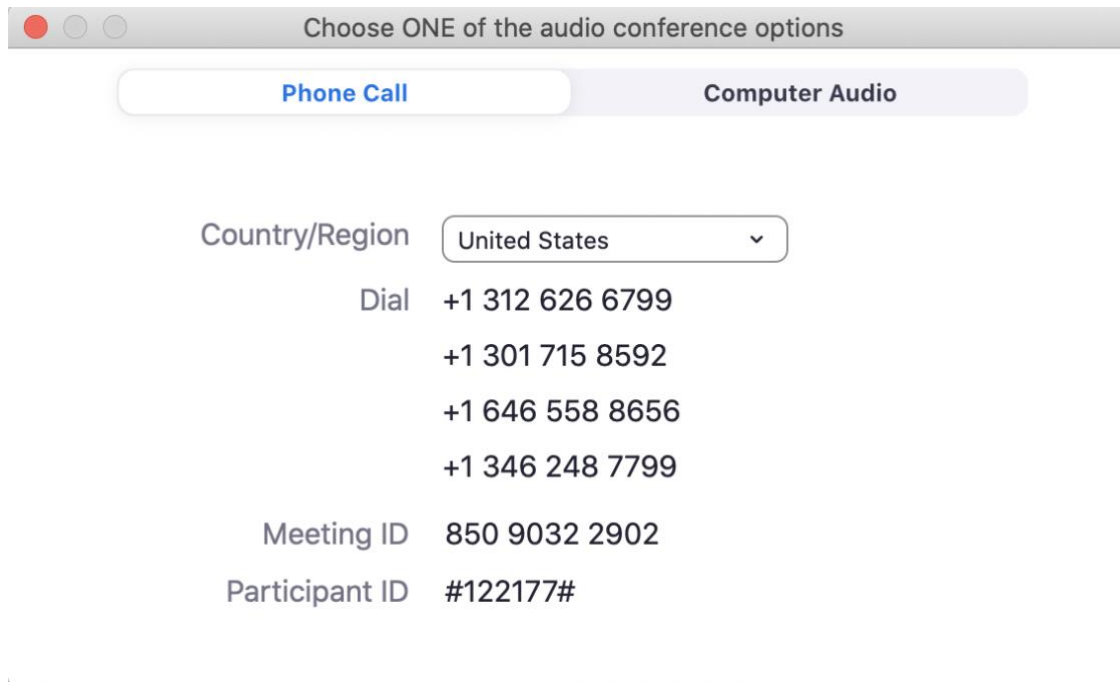 Choose ONE of the audio conference options
Phone Call Computer Audio
Country/Region United States
Dial +1 312 626 6799
+1 301 715 8592
+1 646 558 8656
+1 346 248 7799
Meeting ID 850 9032 2902
Participant ID #122177#